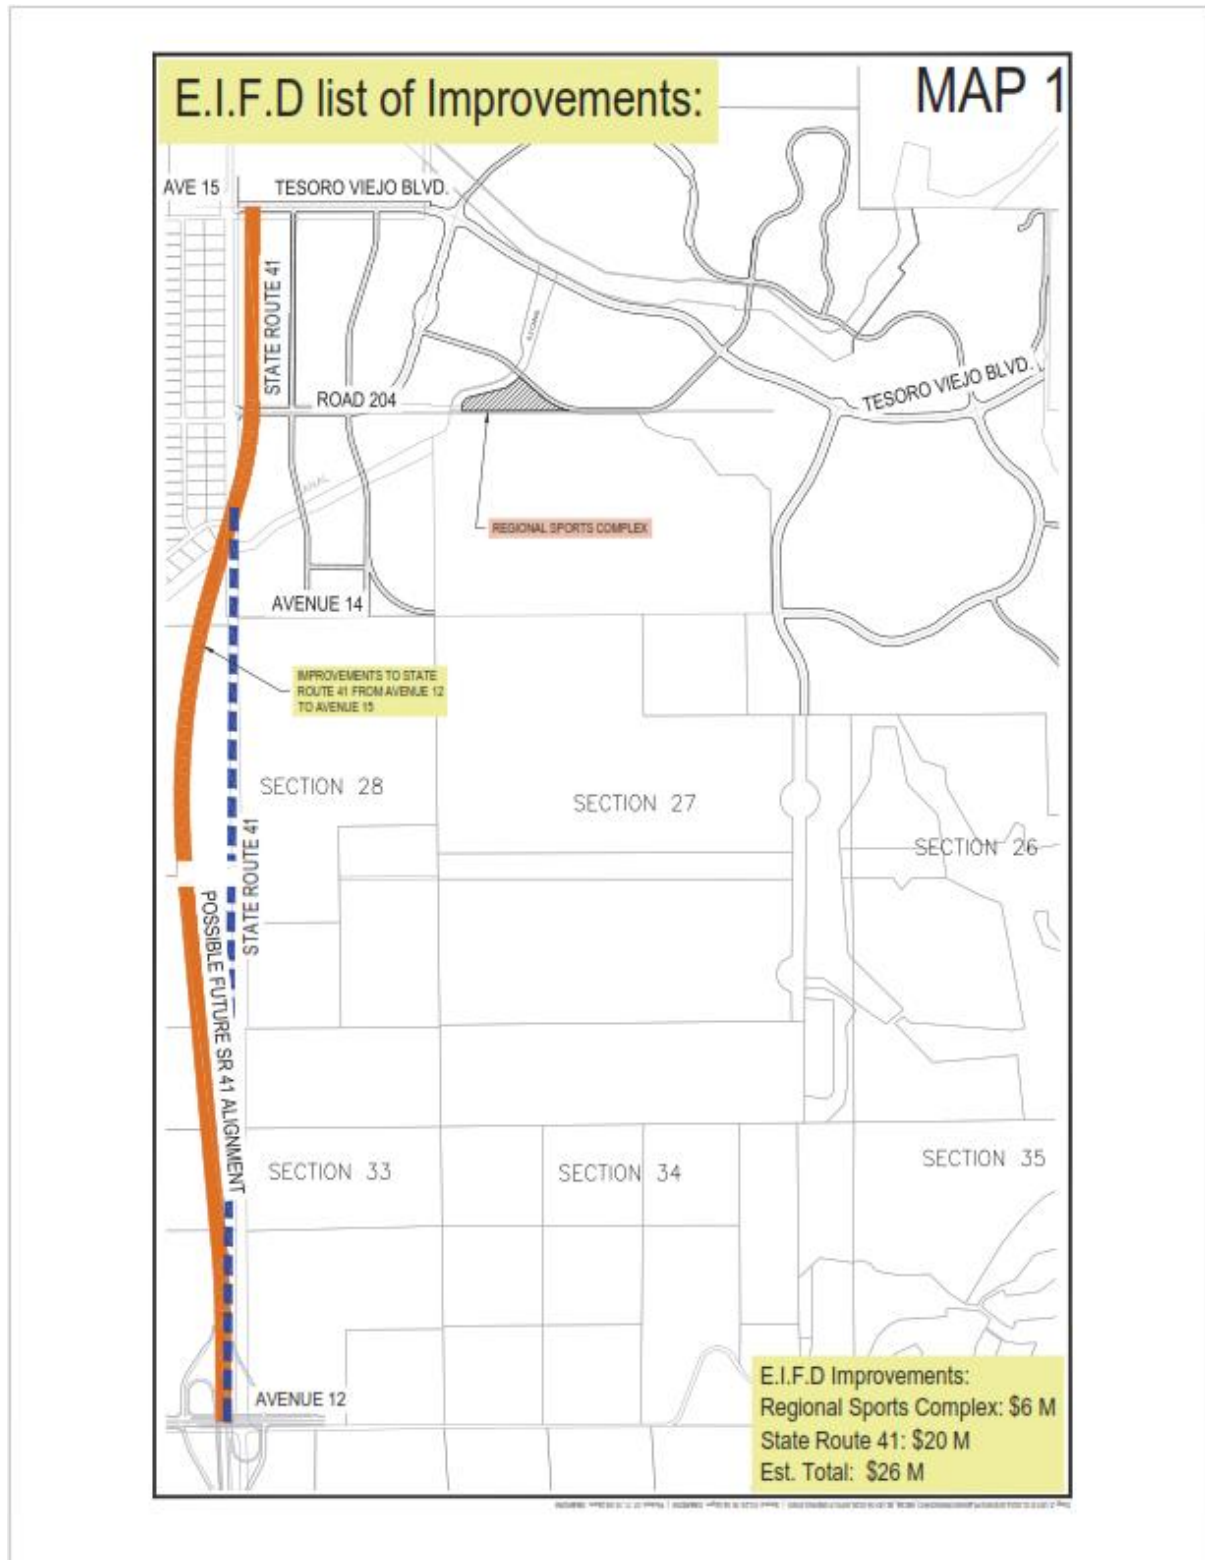 E.I.F.D list of Improvements:
MAP 1
AVE 15
TESORO VIEJO BLVD.
STATE ROUTE 41
ROAD 204
TESORO VIEJO BLVD.
REGIONAL SPORTS COMPLEX
AVENUE 14
IMPROVEMENTS TO STATE
ROUTE 41 FROM AVENUE 12
TO AVENUE 15
SECTION 28
SECTION 27
SECTION 26
STATE ROUTE 41
POSSIBLE FUTURE SR 41 ALIGNMENT
SECTION 33
SECTION 34
SECTION 35
AVENUE 12
E.I.F.D Improvements:
Regional Sports Complex: $6 M
State Route 41: $20 M
Est. Total: $26 M